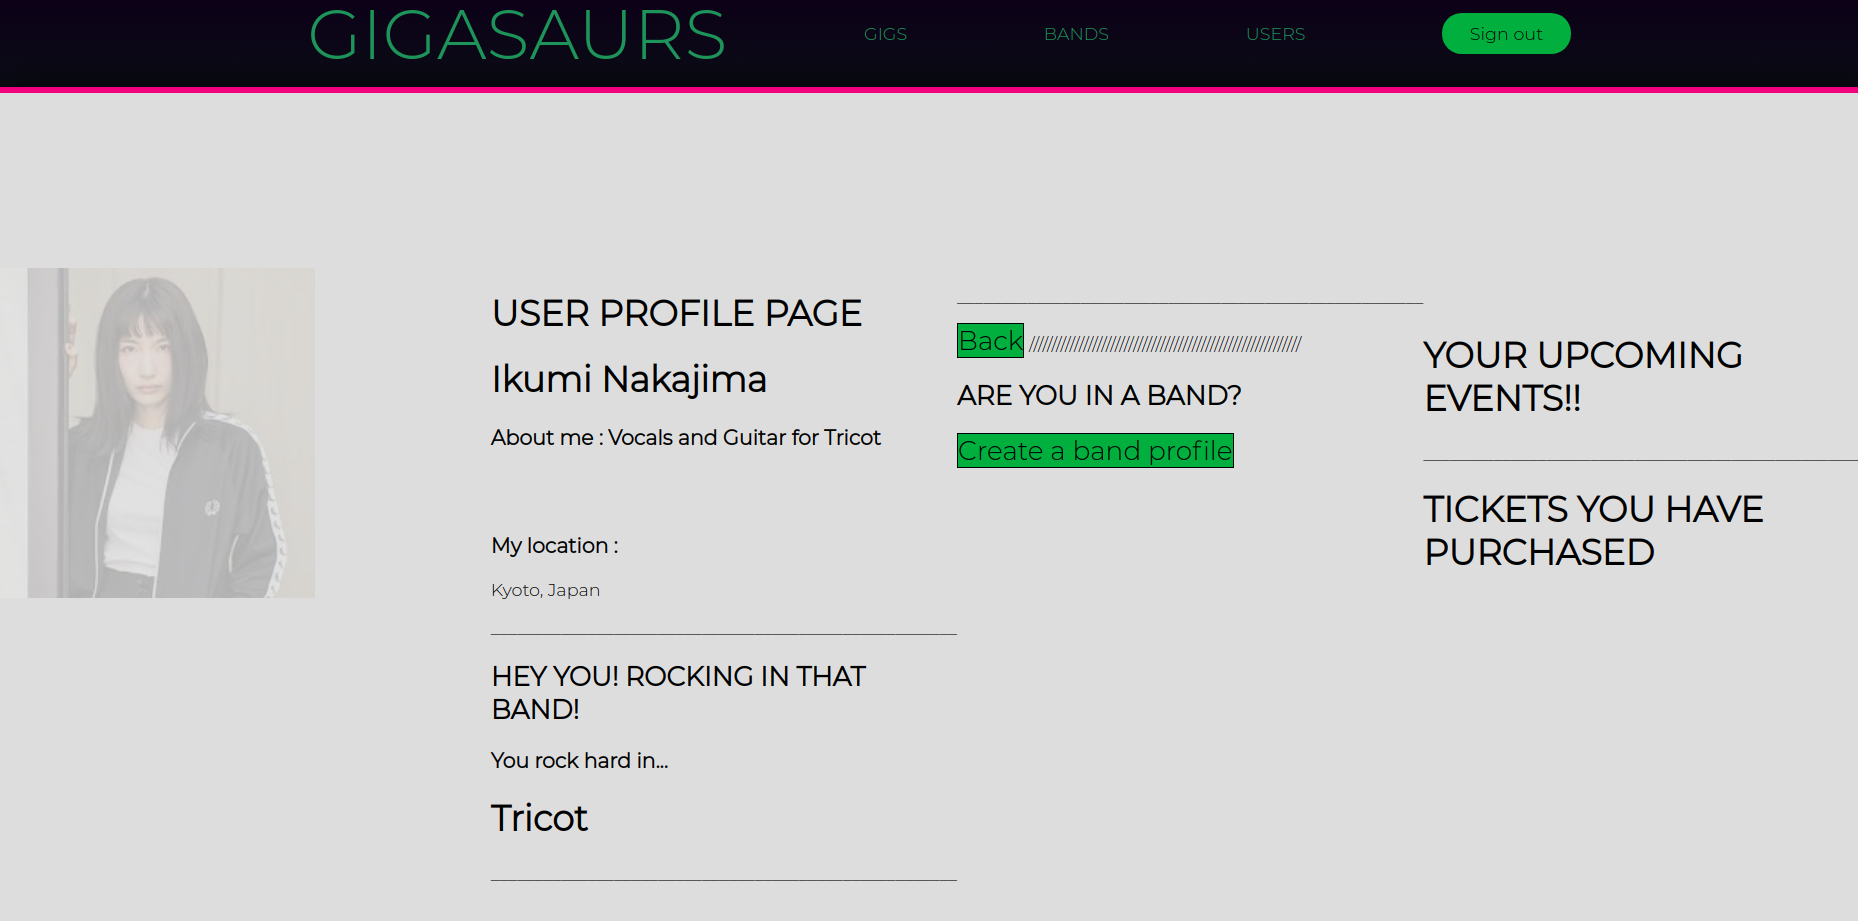 GIGASAURS
GIGS
BANDS
USERS
Sign out
USER PROFILE PAGE
Ikumi Nakajima
About me : Vocals and Guitar for Tricot
My location :
Kyoto, Japan
HEY YOU! ROCKING IN THAT
BAND!
You rock hard in...
Tricot
Back ////////////////////////////////////////////////////////////
ARE YOU IN A BAND?
Create a band profile
YOUR UPCOMING
EVENTS!!
TICKETS YOU HAVE
PURCHASED